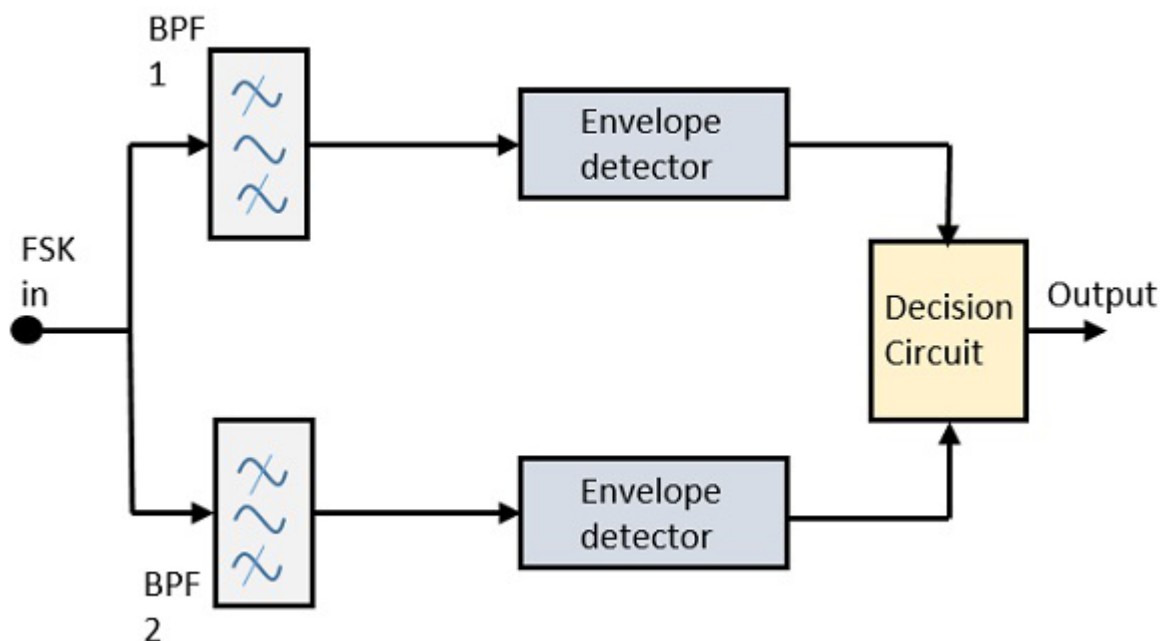 BPF
1
Envelope
detector
FSK
in
Decision
Circuit
Output
Envelope
detector
BPF
2